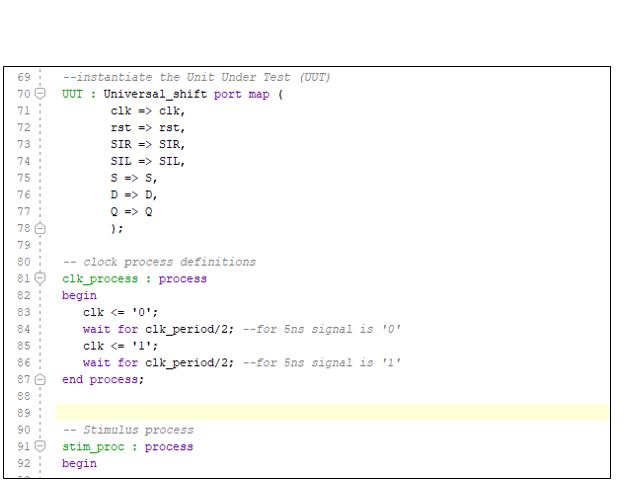 69 --instantiate the Unit Under Test (UUT)
70 UUT : Universal_shift port map (
71 clk => clk,
72 rst => rst,
73 SIR => SIR,
74 SIL => SIL,
75 S => S,
76 D => D,
77 Q => Q
78 );
79
80 -- clock process definitions
81 clk_process : process
82 begin
83 clk <= '0';
84 wait for clk_period/2; --for 5ns signal is '0'
85 clk <= '1';
86 wait for clk_period/2; --for 5ns signal is '1'
87 end process;
88
89
90 -- Stimulus process
91 stim_proc : process
92 begin